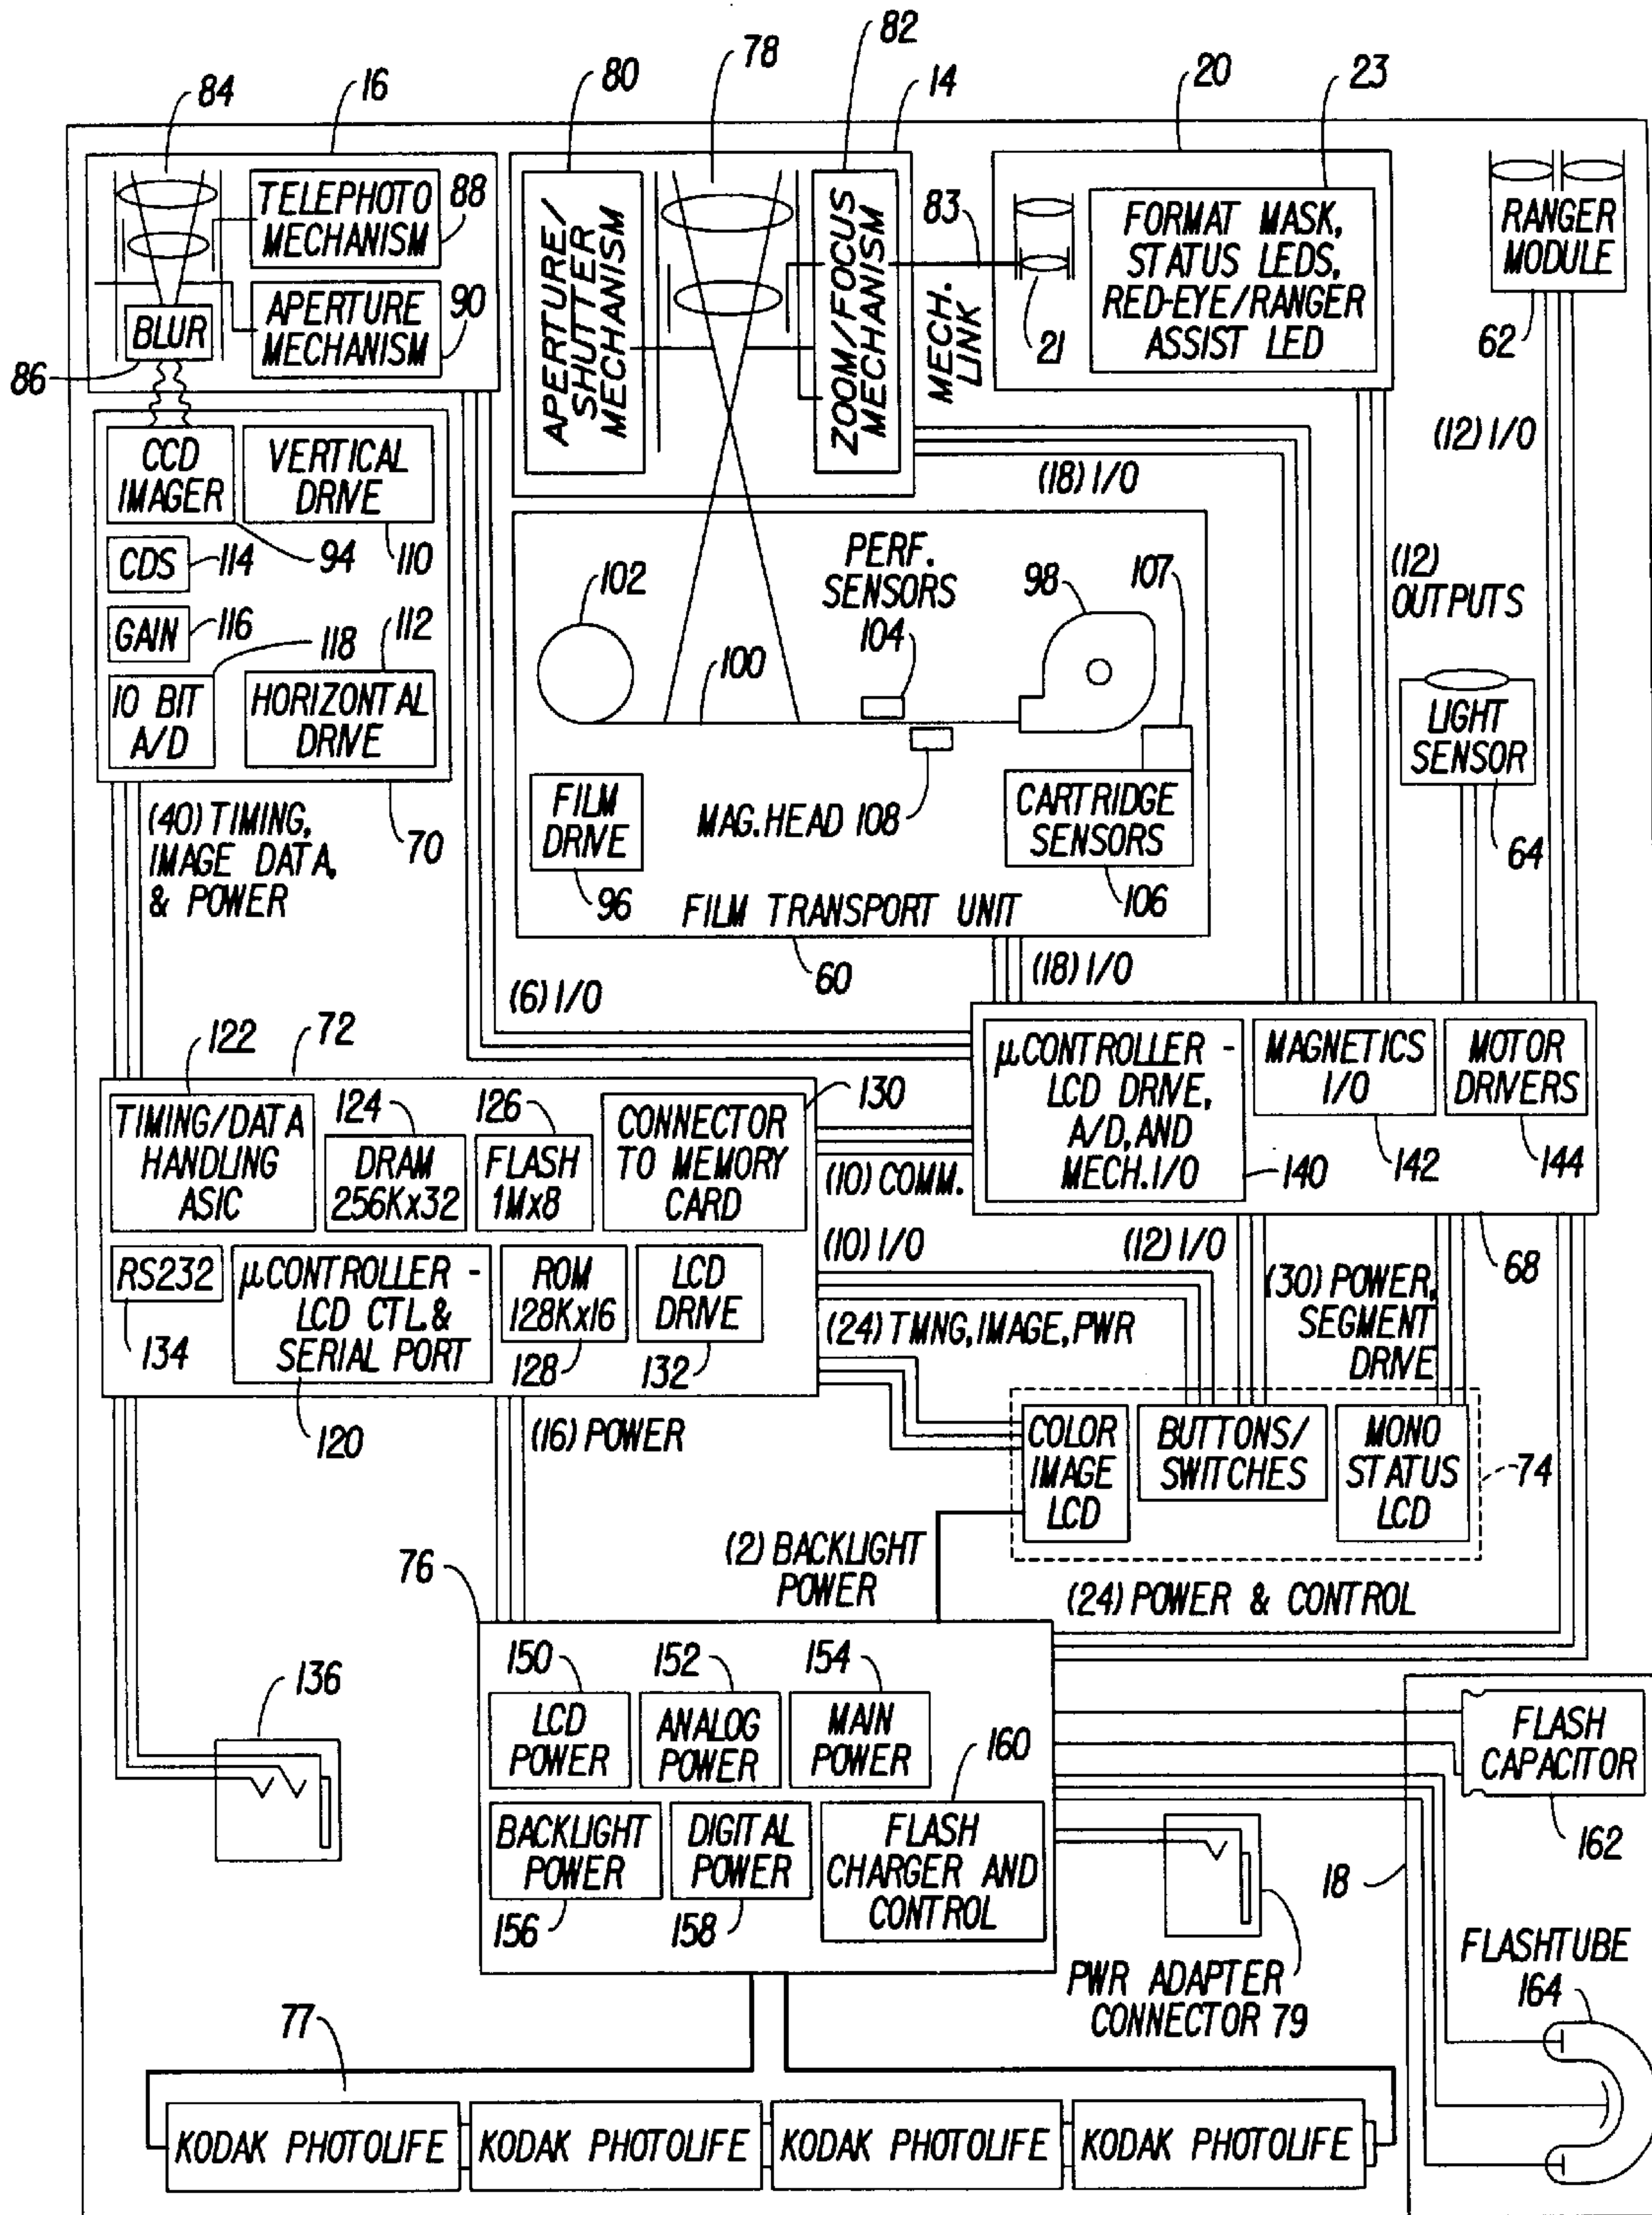 82
78
80
14
20
23
84
16
TELEPHOTO
MECHANISM
88
APERTURE
MECHANISM
90
BLUR
86
APERTURE/
SHUTTER
MECHANISM
ZOOM/FOCUS
MECHANISM
83
MECH.
LINK
21
FORMAT MASK,
STATUS LEDS,
RED-EYE/RANGER
ASSIST LED
RANGER
MODULE
62
(12) I/O
CCD
IMAGER
VERTICAL
DRIVE
CDS
114
94
110
GAIN
116
118
112
10 BIT
A/D
HORIZONTAL
DRIVE
(40) TIMING,
IMAGE DATA,
& POWER
70
(18) I/O
102
PERF.
SENSORS
104
98
107
100
FILM
DRIVE
96
MAG. HEAD 108
CARTRIDGE
SENSORS
106
FILM TRANSPORT UNIT
60
(12)
OUTPUTS
LIGHT
SENSOR
64
(18) I/O
(6) I/O
122
72
TIMING/DATA
HANDLING
ASIC
124
DRAM
256Kx32
126
FLASH
1Mx8
CONNECTOR
TO MEMORY
CARD
130
RS232
134
μCONTROLLER -
LCD CTL. &
SERIAL PORT
120
ROM
128Kx16
128
LCD
DRIVE
132
μCONTROLLER -
LCD DRIVE,
A/D, AND
MECH. I/O
140
MAGNETICS
I/O
142
MOTOR
DRIVERS
144
68
(10) COMM.
(10) I/O
(12) I/O
(24) TMNG, IMAGE, PWR
(30) POWER,
SEGMENT
DRIVE
(16) POWER
COLOR
IMAGE
LCD
BUTTONS/
SWITCHES
MONO
STATUS
LCD
74
(2) BACKLIGHT
POWER
(24) POWER & CONTROL
76
150
152
154
LCD
POWER
ANALOG
POWER
MAIN
POWER
160
BACKLIGHT
POWER
156
DIGITAL
POWER
158
FLASH
CHARGER AND
CONTROL
136
FLASH
CAPACITOR
162
18
PWR ADAPTER
CONNECTOR 79
FLASHTUBE
164
77
KODAK PHOTOLIFE
KODAK PHOTOLIFE
KODAK PHOTOLIFE
KODAK PHOTOLIFE